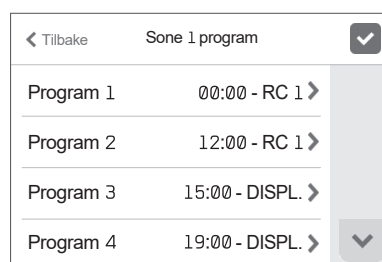 Tilbake Sone 1 program
Program 1 00:00 - RC 1
Program 2 12:00 - RC 1
Program 3 15:00 - DISPL.
Program 4 19:00 - DISPL.